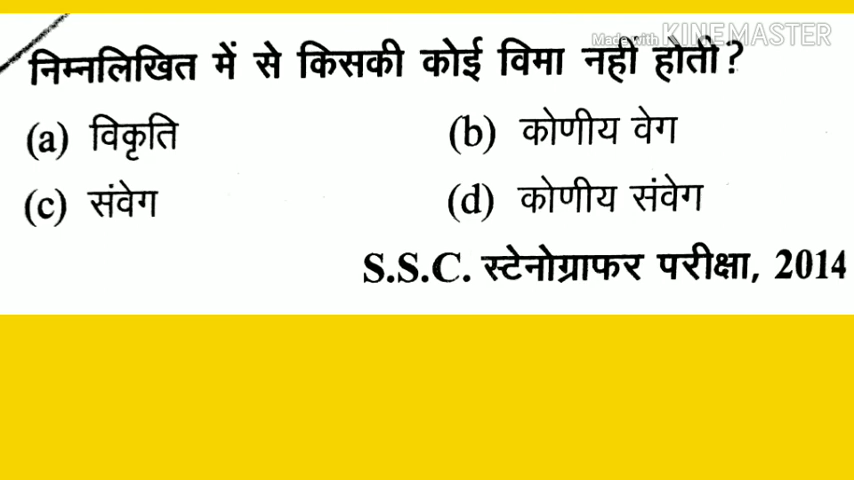 Made with KINEMASTER
निम्नलिखित में से किसकी कोई विमा नहीं होती?
(a) विकृति (b) कोणीय वेग
(c) संवेग (d) कोणीय संवेग
S.S.C. स्टेनोग्राफर परीक्षा, 2014